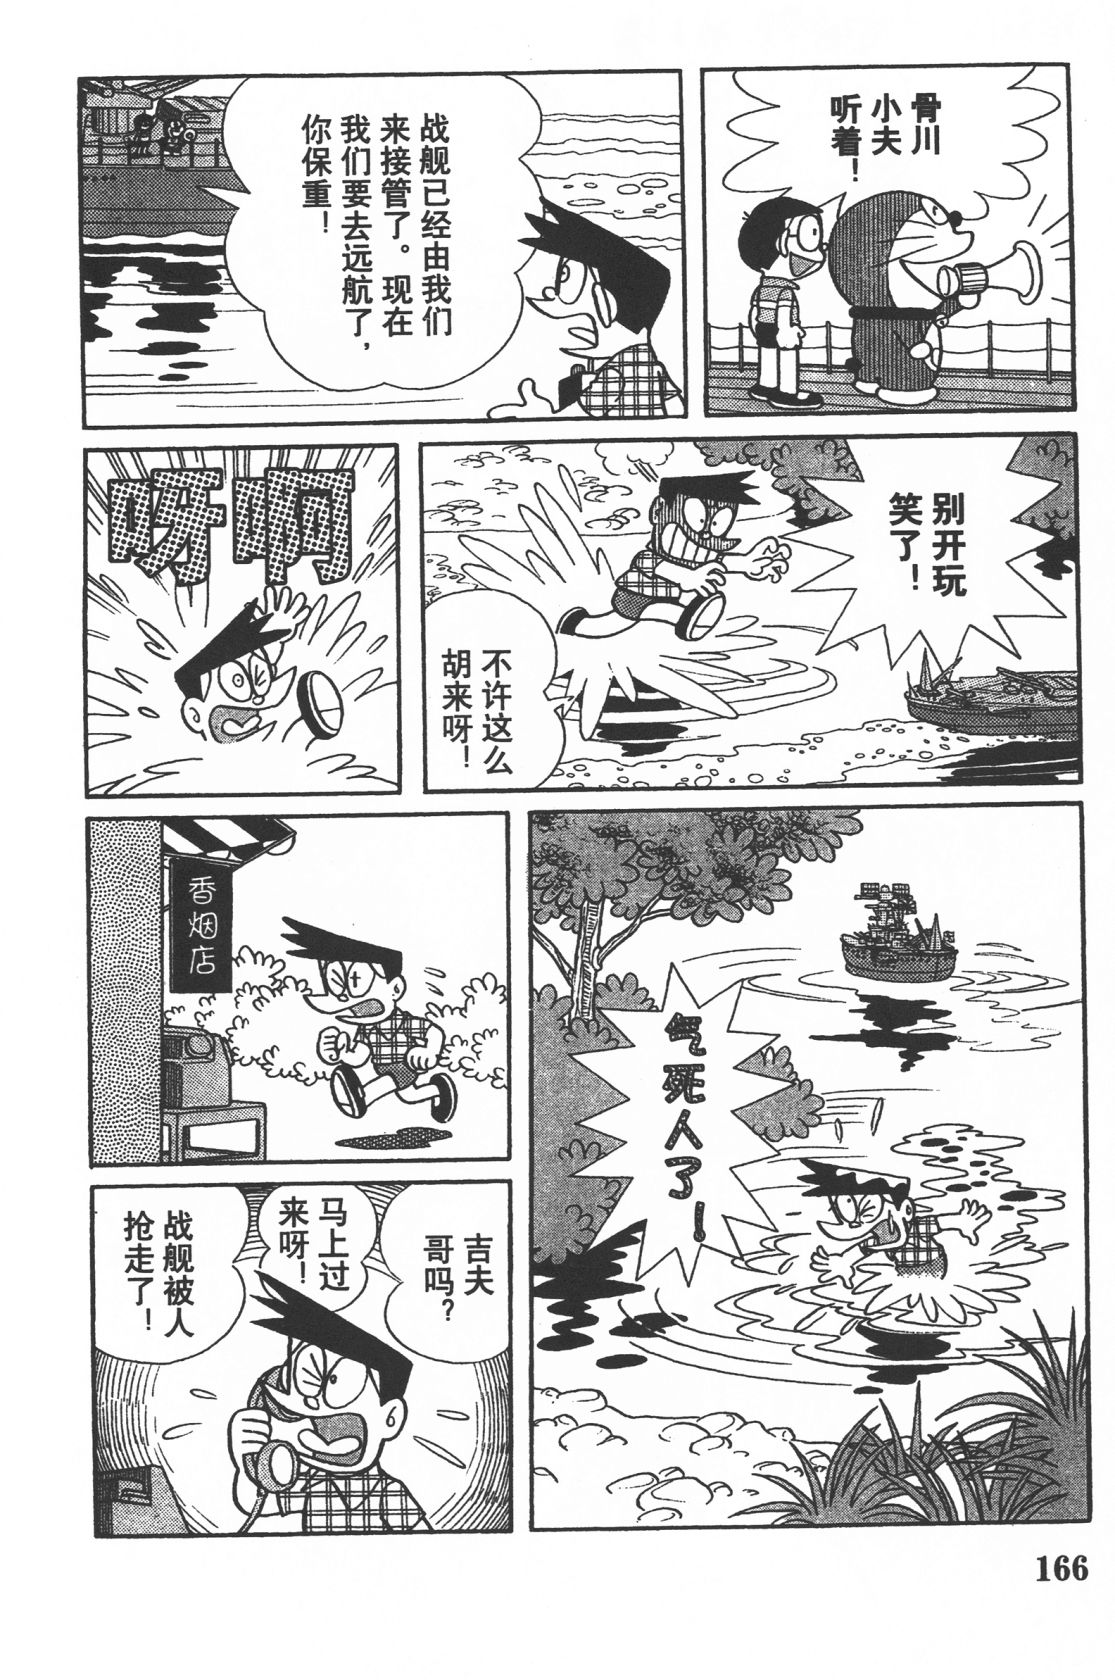 骨川
小夫
听着！
战舰已经由我们
来接管了。现在
我们要去远航了，
你保重！
别开玩
笑了！
不许这么
胡来呀！
啊呀
气死人了！
香烟店
吉夫
哥吗？
马上过
来呀！
战舰被人
抢走了！
166